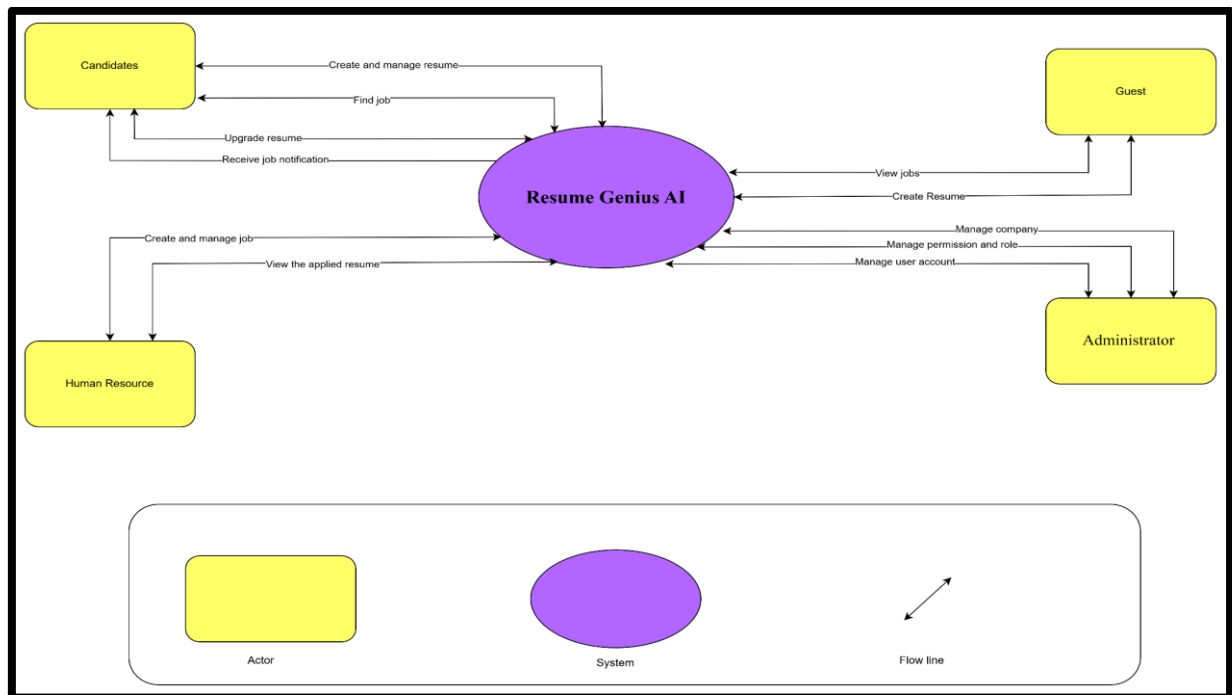 Candidates
Create and manage resume
Find job
Upgrade resume
Receive job notification
Guest
View jobs
Create Resume
Resume Genius AI
Manage company
Manage permission and role
Manage user account
Create and manage job
View the applied resume
Administrator
Human Resource
Actor
System
Flow line